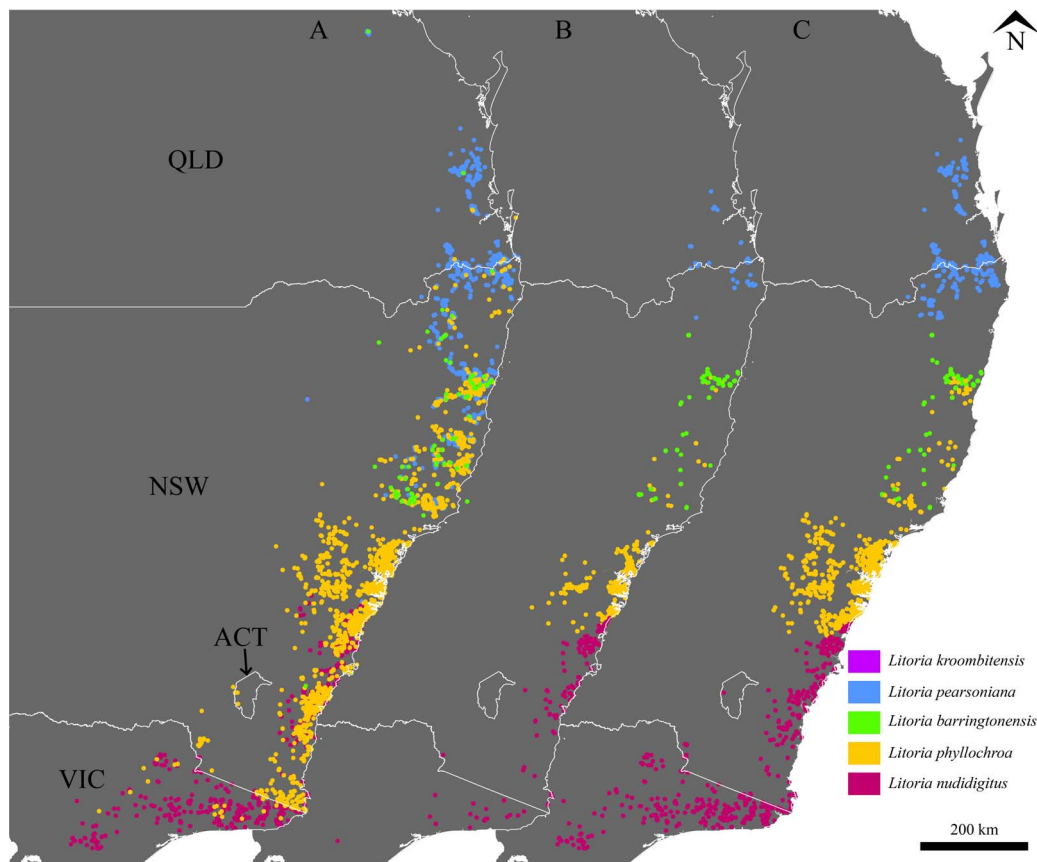 A
B
C
N
QLD
NSW
ACT
VIC
Litoria kroombitensis
Litoria pearsoniana
Litoria barringtonensis
Litoria phyllochroa
Litoria nudidigitus
200 km